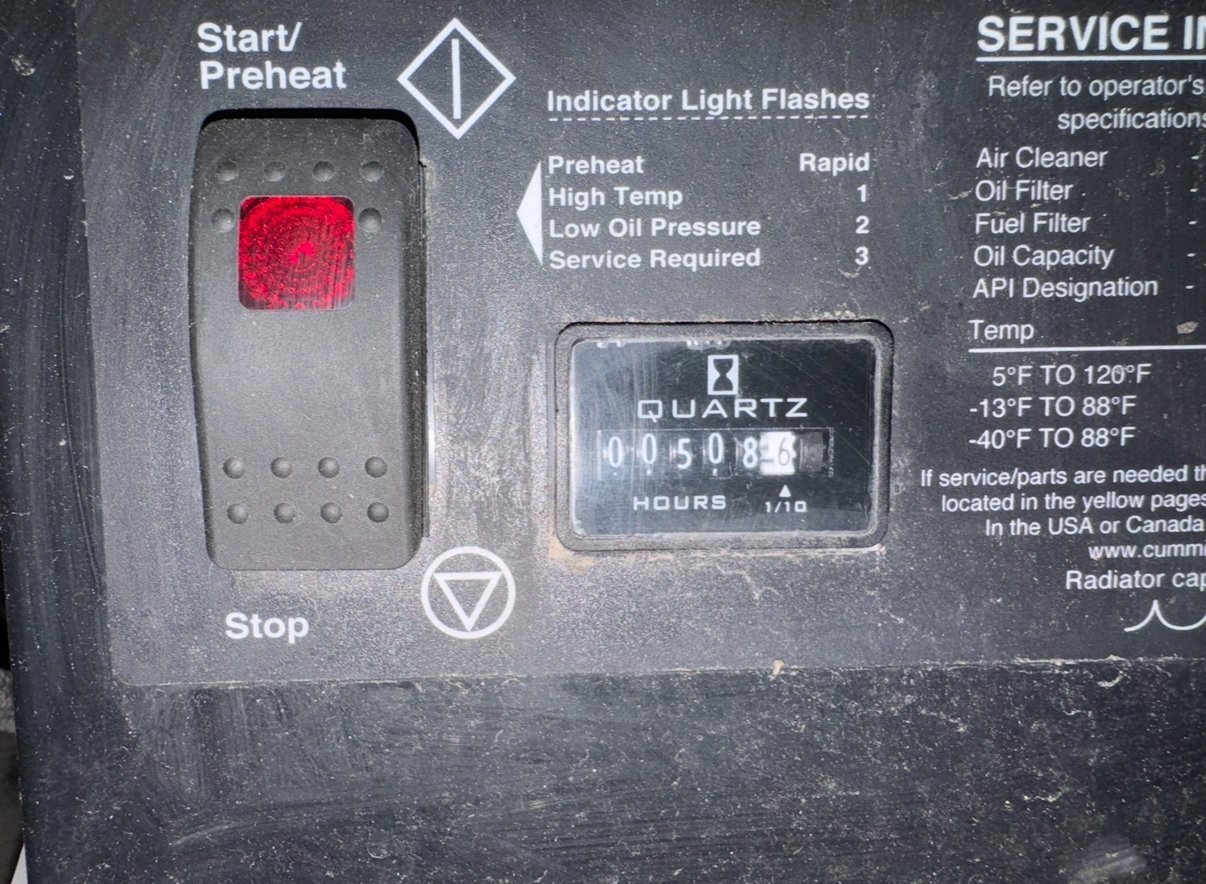 Start/
Preheat
Stop
Indicator Light Flashes
Preheat Rapid
High Temp 1
Low Oil Pressure 2
Service Required 3
QUARTZ
0 0 5 0 8 6
HOURS 1/10
SERVICE
Refer to operator's
specifications
Air Cleaner -
Oil Filter -
Fuel Filter -
Oil Capacity -
API Designation -
Temp
5°F TO 120°F
-13°F TO 88°F
-40°F TO 88°F
If service/parts are needed
located in the yellow pages
In the USA or Canada
www.cummi
Radiator cap